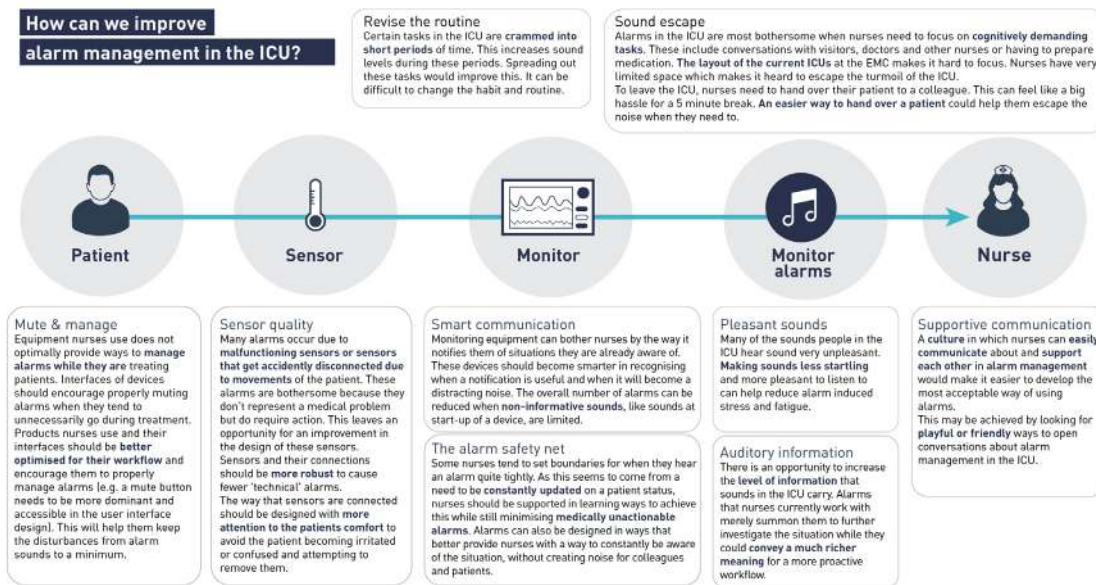 How can we improve
alarm management in the ICU?
Revise the routine
Certain tasks in the ICU are crammed into
short periods of time. This increases sound
levels during these periods. Spreading out
these tasks would improve this. It can be
difficult to change the habit and routine.
Sound escape
Alarms in the ICU are most bothersome when nurses need to focus on cognitively demanding
tasks. These include conversations with visitors, doctors and other nurses or having to prepare
medication. The layout of the current ICUs at the EMC makes it hard to focus. Nurses have very
limited space which makes it heard to escape the turmoil of the ICU.
To leave the ICU, nurses need to hand over their patient to a colleague. This can feel like a big
hassle for a 5 minute break. An easier way to hand over a patient could help them escape the
noise when they need to.
Patient
Sensor
Monitor
Monitor
alarms
Nurse
Mute & manage
Equipment nurses use does not
optimally provide ways to manage
alarms while they are treating
patients. Interfaces of devices
should encourage properly muting
alarms when they tend to
unnecessarily go during treatment.
Products nurses use and their
interfaces should be better
optimised for their workflow and
encourage them to properly
manage alarms (e.g. a mute button
needs to be more dominant and
accessible in the user interface
design). This will help them keep
the disturbances from alarm
sounds to a minimum.
Sensor quality
Many alarms occur due to
malfunctioning sensors or sensors
that get accidently disconnected due
to movements of the patient. These
alarms are bothersome because they
don't represent a medical problem
but do require action. This leaves an
opportunity for an improvement in
the design of these sensors.
Sensors and their connections
should be more robust to cause
fewer 'technical' alarms.
The way that sensors are connected
should be designed with more
attention to the patients comfort to
avoid the patient becoming irritated
or confused and attempting to
remove them.
Smart communication
Monitoring equipment can bother nurses by the way it
notifies them of situations they are already aware of.
These devices should become smarter in recognising
when a notification is useful and when it will become a
distracting noise. The overall number of alarms can be
reduced when non-informative sounds, like sounds at
start-up of a device, are limited.
The alarm safety net
Some nurses tend to set boundaries for when they hear
an alarm quite tightly. As this seems to come from a
need to be constantly updated on a patient status,
nurses should be supported in learning ways to achieve
this while still minimising medically unactionable
alarms. Alarms can also be designed in ways that
better provide nurses with a way to constantly be aware
of the situation, without creating noise for colleagues
and patients.
Pleasant sounds
Many of the sounds people in the
ICU hear sound very unpleasant.
Making sounds less startling
and more pleasant to listen to
can help reduce alarm induced
stress and fatigue.
Auditory information
There is an opportunity to increase
the level of information that
sounds in the ICU carry. Alarms
that nurses currently work with
merely summon them to further
investigate the situation while they
could convey a much richer
meaning for a more proactive
workflow.
Supportive communication
A culture in which nurses can easily
communicate about and support
each other in alarm management
would make it easier to develop the
most acceptable way of using
alarms.
This may be achieved by looking for
playful or friendly ways to open
conversations about alarm
management in the ICU.